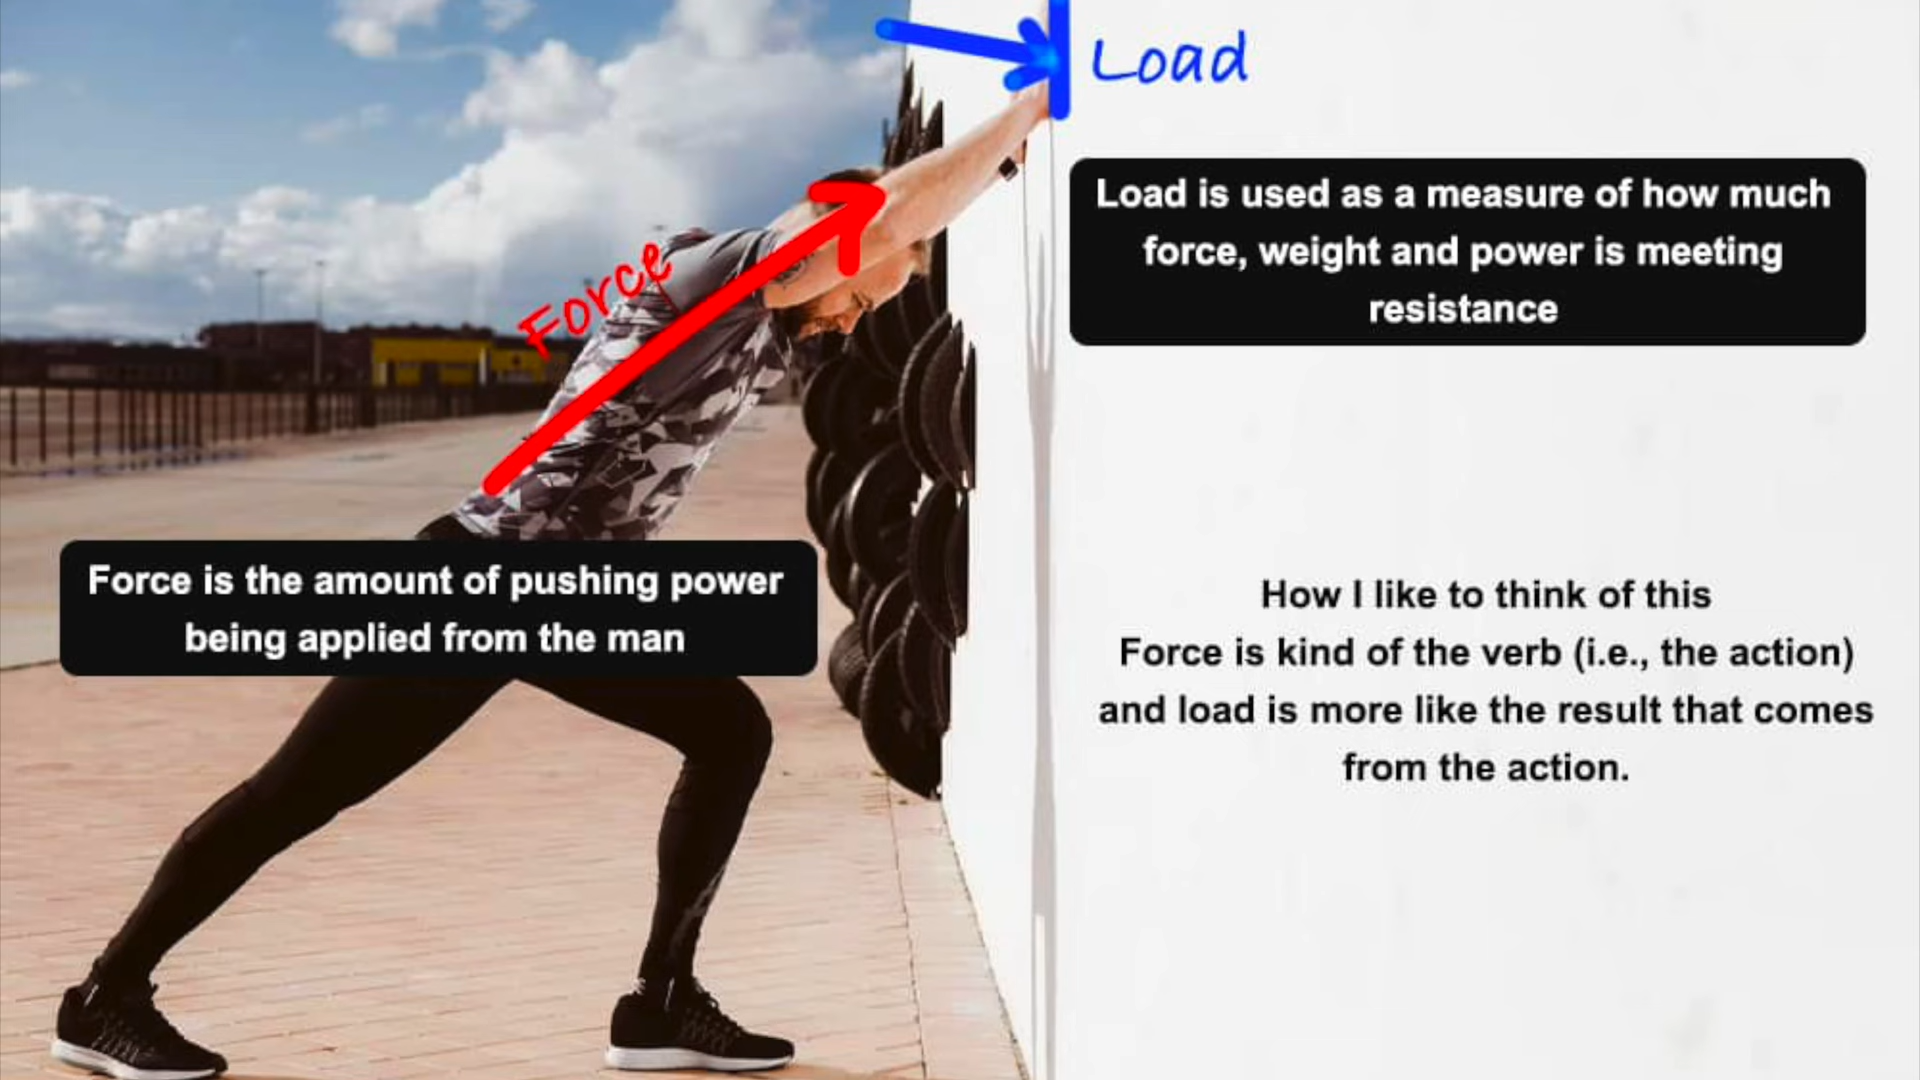 Load
Load is used as a measure of how much
force, weight and power is meeting
resistance
Force
Force is the amount of pushing power
being applied from the man
How I like to think of this
Force is kind of the verb (i.e., the action)
and load is more like the result that comes
from the action.